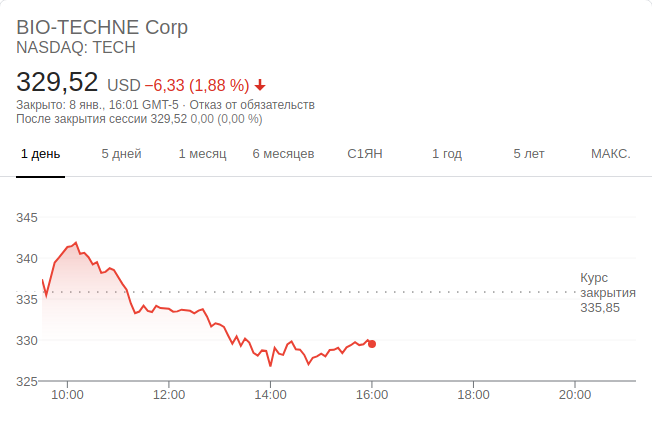 BIO-TECHNE Corp
NASDAQ: TECH
329,52 USD −6,33 (1,88 %)
Закрыто: 8 янв., 16:01 GMT-5 · Отказ от обязательств
После закрытия сессии 329,52 0,00 (0,00 %)
1 день 5 дней 1 месяц 6 месяцев С1ЯН 1 год 5 лет МАКС.
345
340
335
330
325
Курс
закрытия
335,85
10:00 12:00 14:00 16:00 18:00 20:00